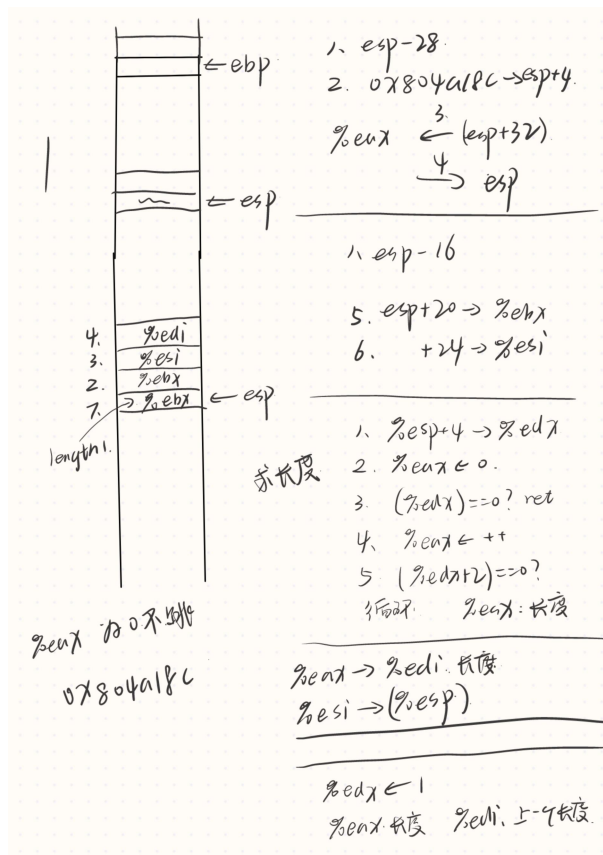 ← ebp
← esp
4. %edi
3. %esi
2. %ebx
7. → %ebx ← esp
length1.
%eax 为0不跳
0x804a18c
1、esp-28
2. 0x804a18c→esp+4
3
%eax ← (esp+32)
4
→ esp
1、esp-16
5. esp+20 → %ebx
6. +24 → %esi
求长度
1、%esp+4 → %edx
2. %eax ← 0.
3. (%edx)==0? ret
4、%eax ← ++
5 (%edx+2)==0?
循环 %eax: 长度
%eax → %edi 长度
%esi → (%esp)
%edx ← 1
%eax. 长度 %edi. 上一个长度.